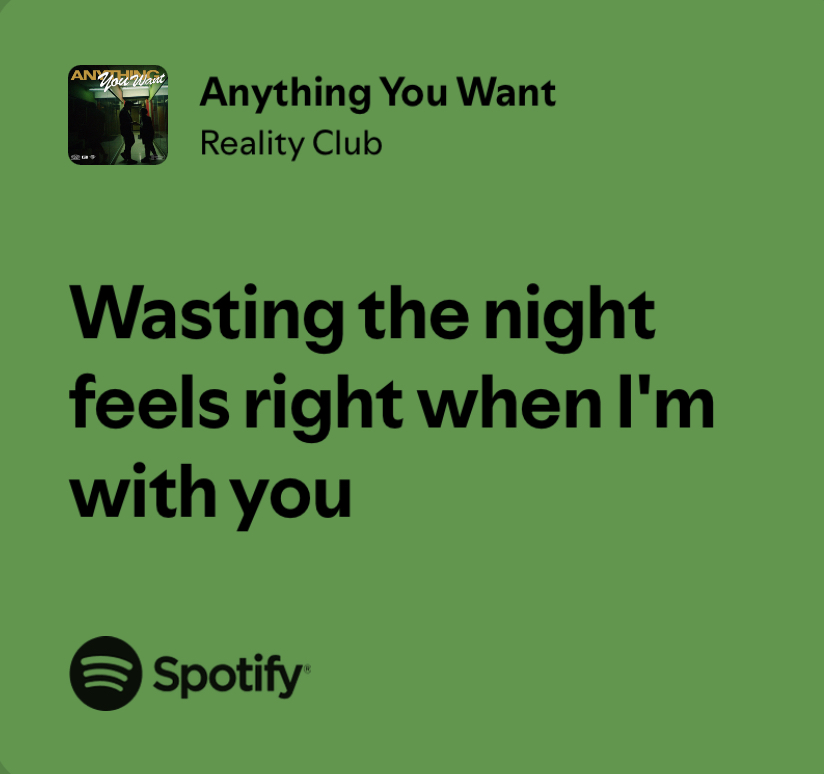 ANYTHING
You Want
Anything You Want
Reality Club
Wasting the night
feels right when I'm
with you
Spotify®